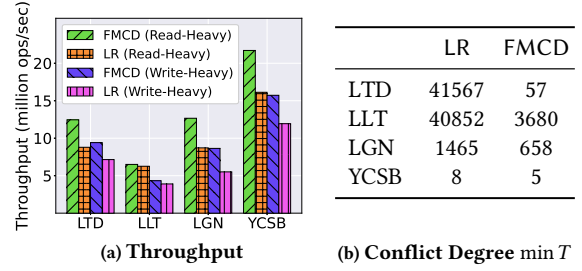 Throughput (million ops/sec)
20
15
10
5
FMCD (Read-Heavy)
LR (Read-Heavy)
FMCD (Write-Heavy)
LR (Write-Heavy)
LTD LLT LGN YCSB
(a) Throughput
LR FMCD
LTD 41567 57
LLT 40852 3680
LGN 1465 658
YCSB 8 5
(b) Conflict Degree min T